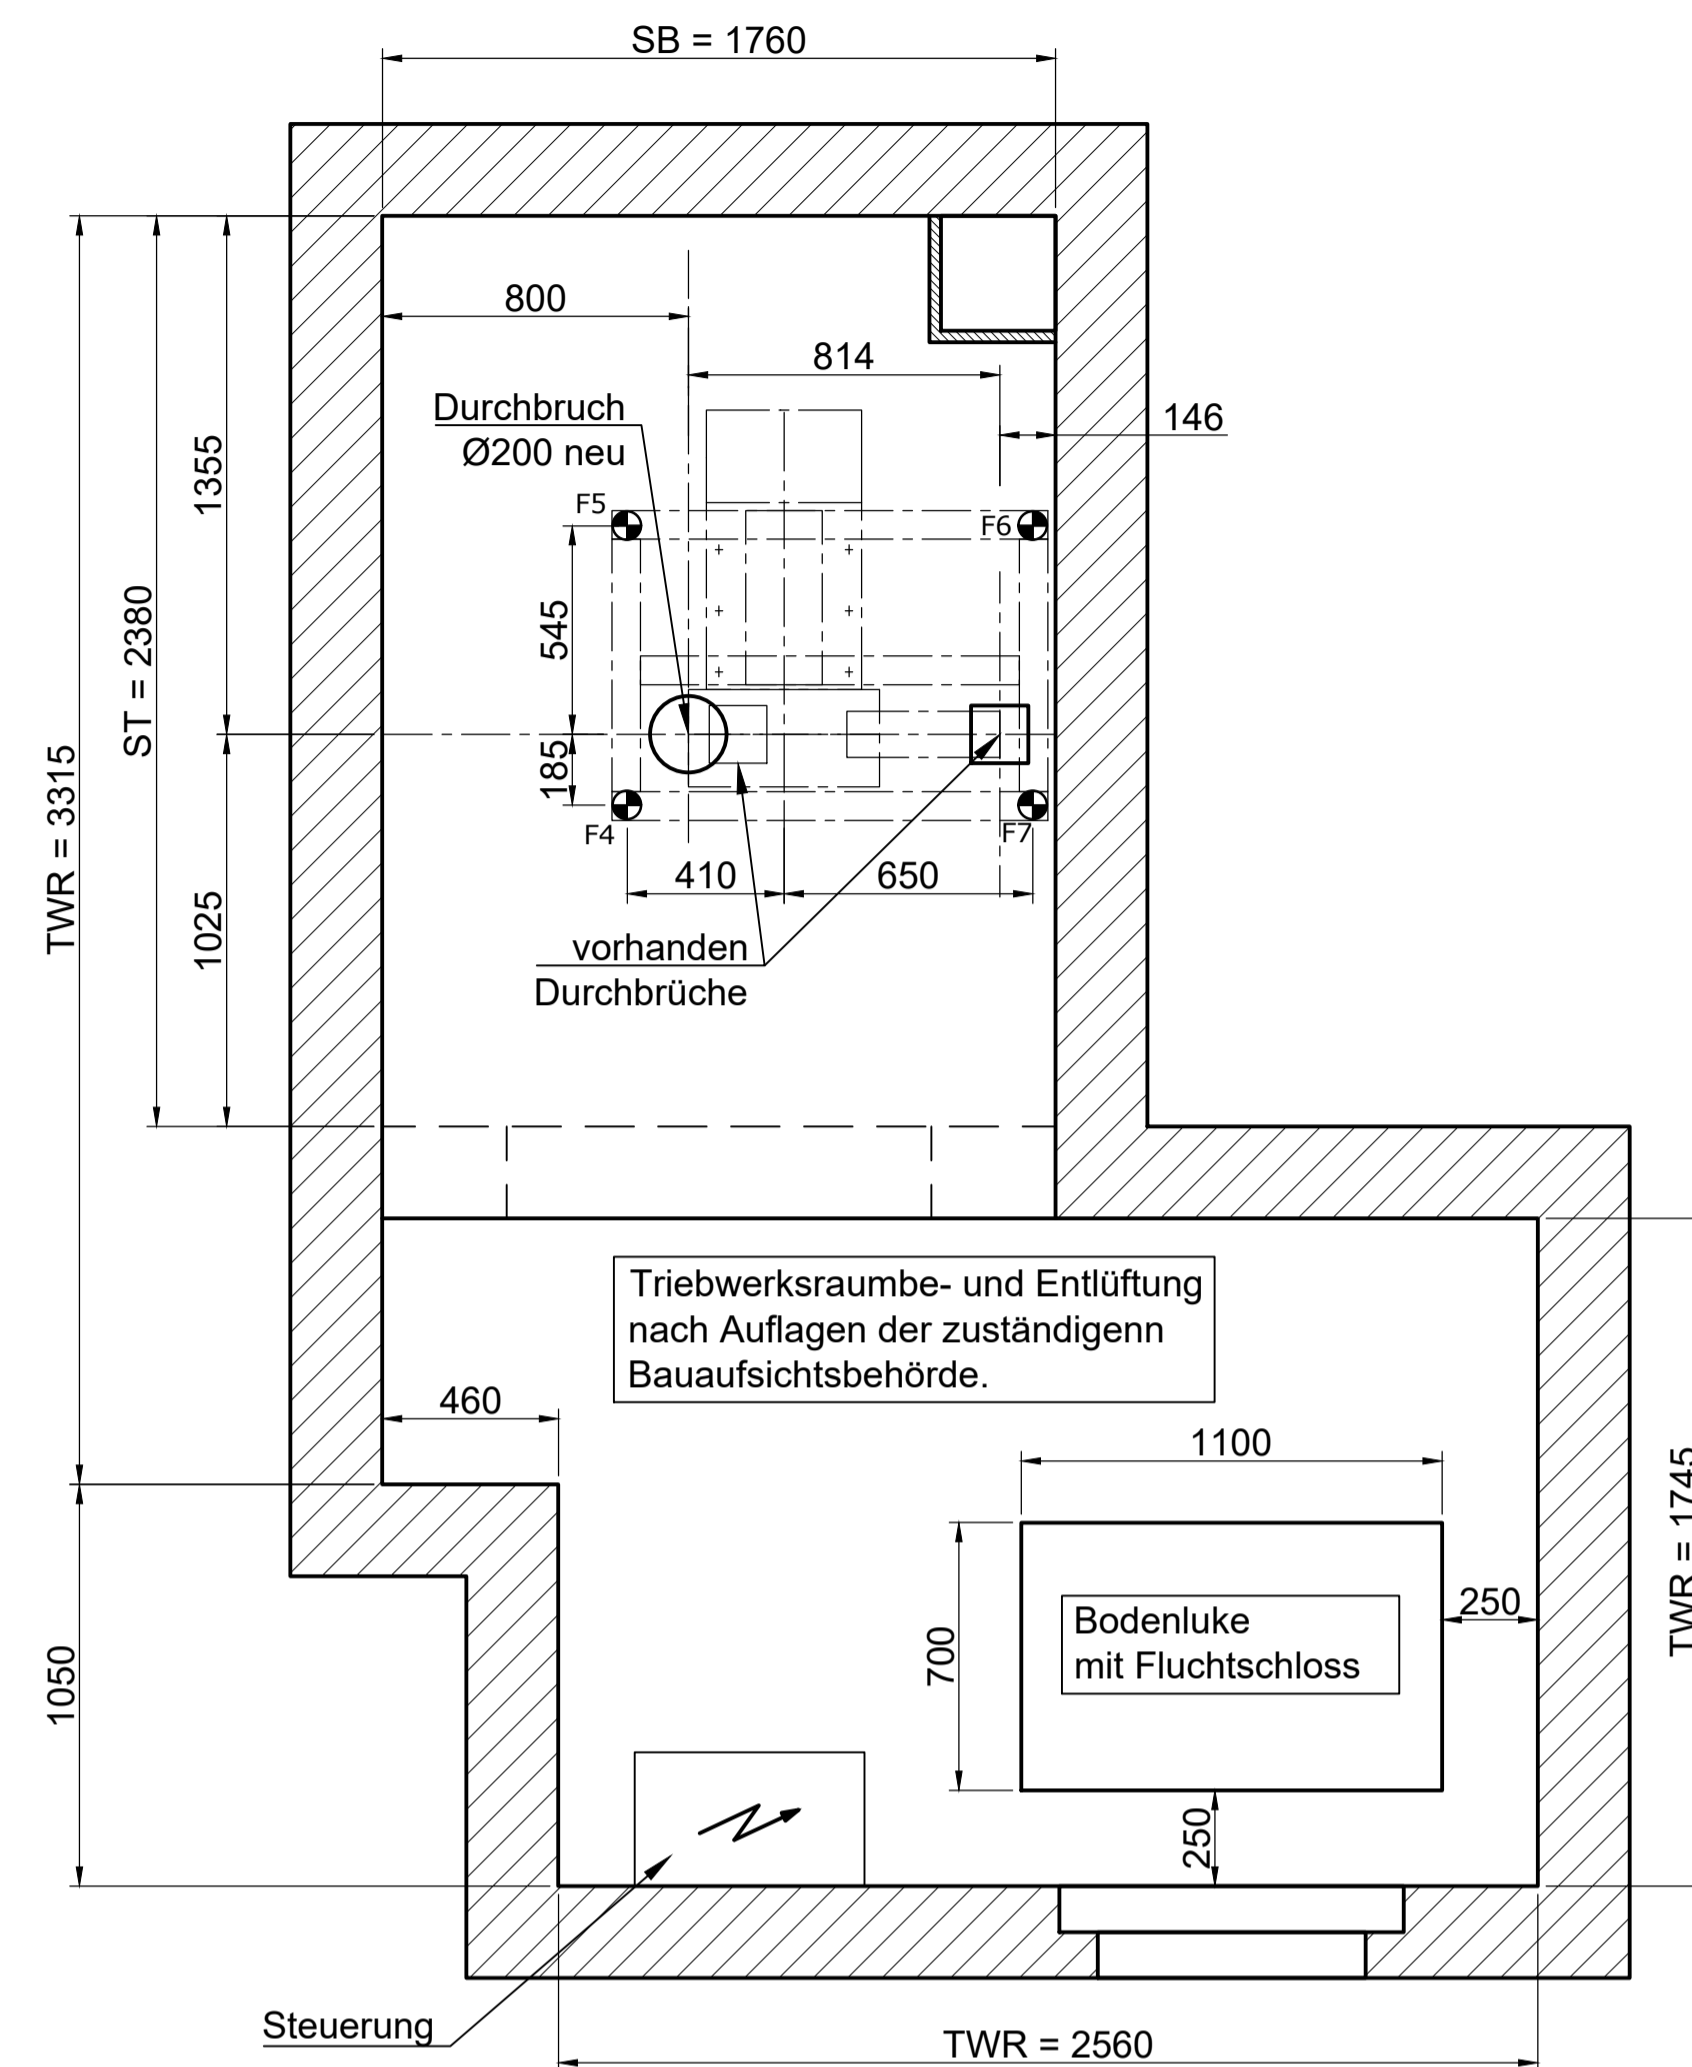 SB = 1760
800
814
146
Durchbruch
Ø200 neu
F5
F6
1355
545
ST = 2380
TWR = 3315
185
F4
F7
410
650
1025
vorhanden
Durchbrüche
Triebwerksraumbe- und Entlüftung
nach Auflagen der zuständigenn
Bauaufsichtsbehörde.
460
1100
TWR = 1745
250
Bodenluke
mit Fluchtschloss
700
1050
250
Steuerung
TWR = 2560